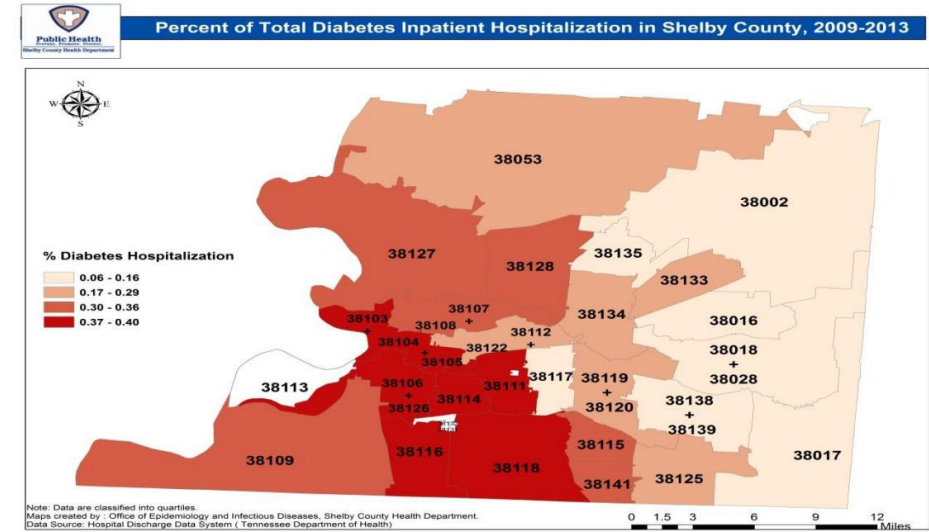 Public Health
Prevent. Promote. Protect.
Shelby County Health Department
Percent of Total Diabetes Inpatient Hospitalization in Shelby County, 2009-2013
N
W E
S
38053
38002
% Diabetes Hospitalization
0.06 - 0.16
0.17 - 0.29
0.30 - 0.36
0.37 - 0.40
38127
38128
38135
38133
38103
38107
38108
38112
38134
38016
38104
38122
38105
38018
38028
38113
38106
38126
38114
38111
38117
38119
38120
38138
38139
38109
38116
38118
38115
38141
38125
38017
Note: Data are classified into quartiles.
Maps created by : Office of Epidemiology and Infectious Diseases, Shelby County Health Department.
Data Source: Hospital Discharge Data System ( Tennessee Department of Health)
0 1.5 3 6 9 12
Miles